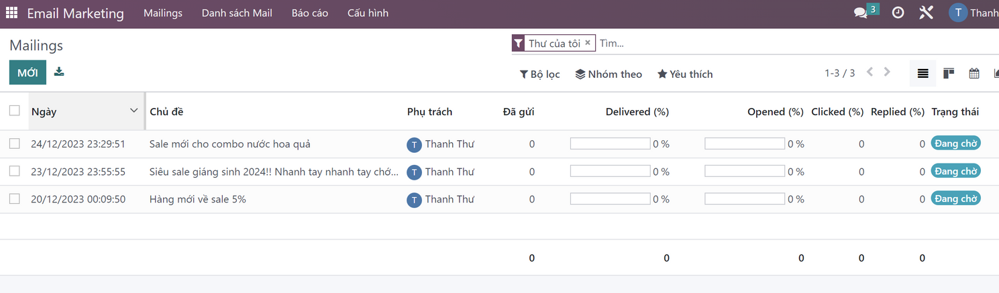 Email Marketing Mailings Danh sách Mail Báo cáo Cấu hình 3 T Thanh
Mailings Thư của tôi × Tìm...
MỚI Bộ lọc Nhóm theo Yêu thích 1-3 / 3
Ngày Chủ đề Phụ trách Đã gửi Delivered (%) Opened (%) Clicked (%) Replied (%) Trạng thái
24/12/2023 23:29:51 Sale mới cho combo nước hoa quả T Thanh Thư 0 0 % 0 % 0 0 Đang chờ
23/12/2023 23:55:55 Siêu sale giáng sinh 2024!! Nhanh tay nhanh tay chớ... T Thanh Thư 0 0 % 0 % 0 0 Đang chờ
20/12/2023 00:09:50 Hàng mới về sale 5% T Thanh Thư 0 0 % 0 % 0 0 Đang chờ
0 0 0 0 0